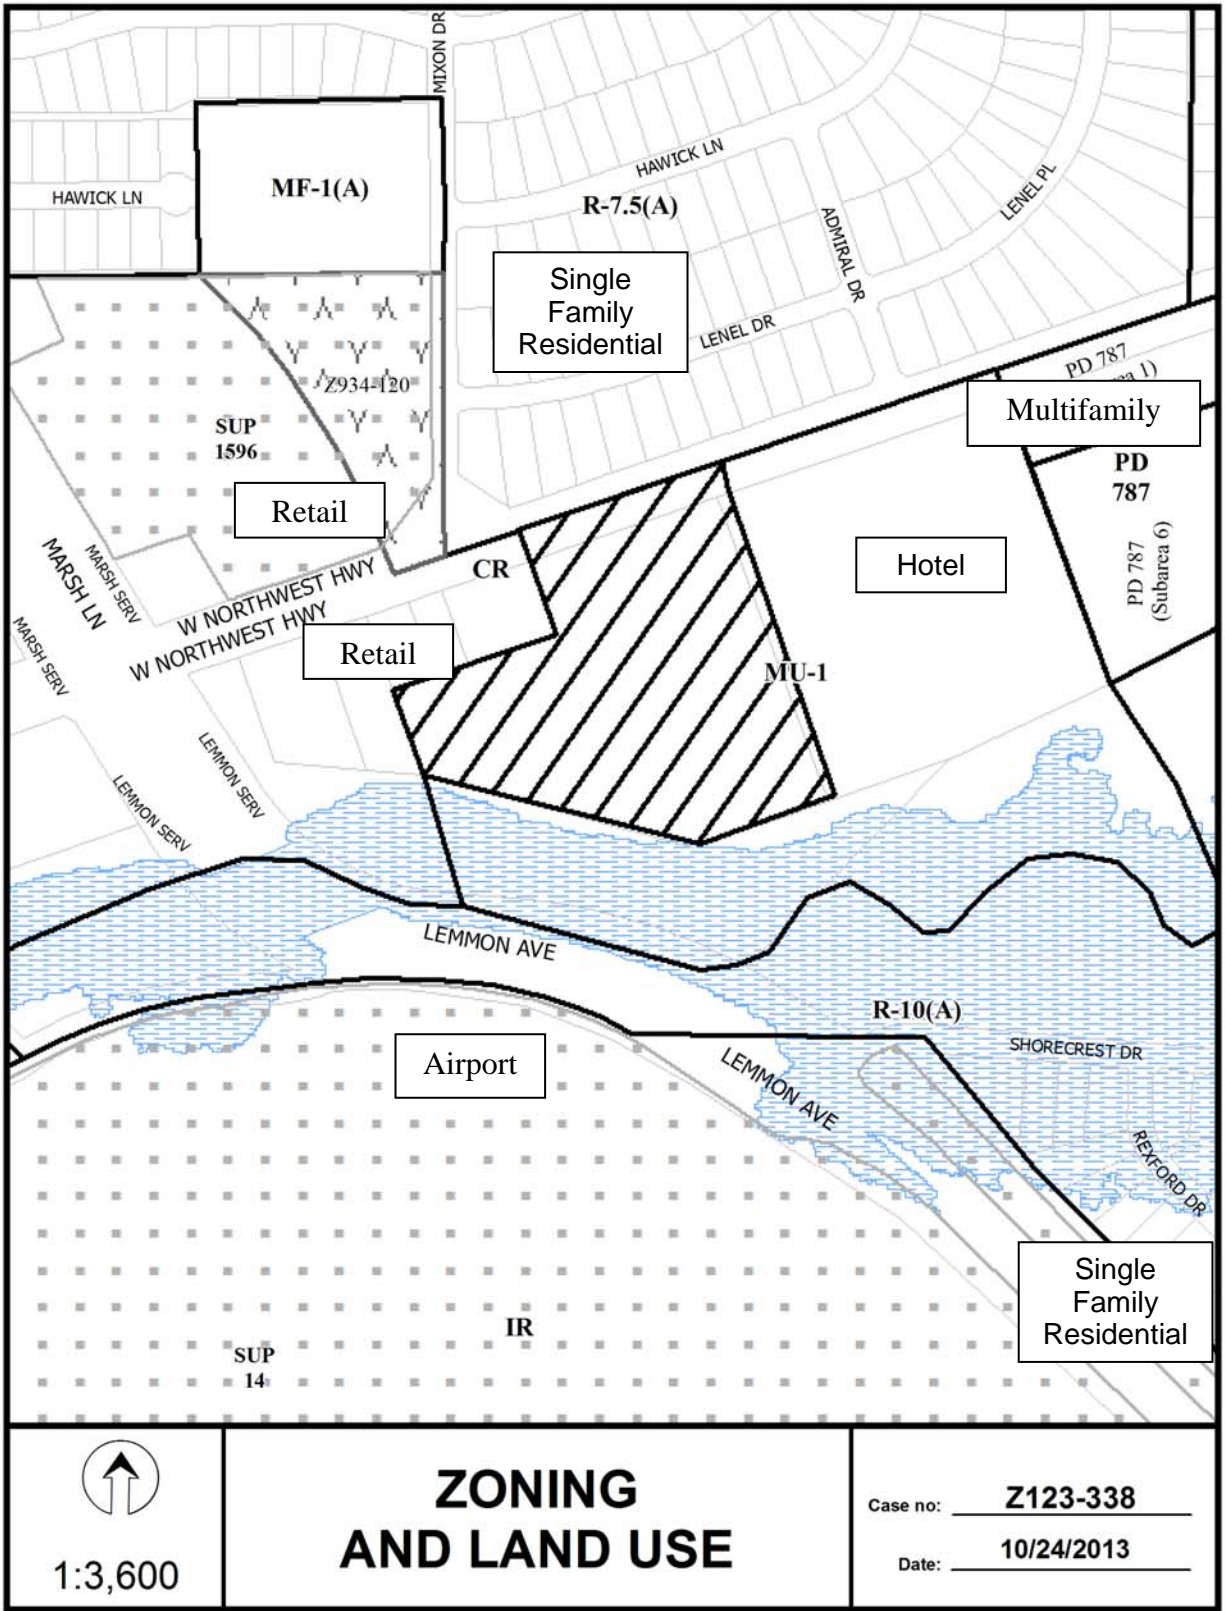 MIXON DR
HAWICK LN
HAWICK LN
MF-1(A)
R-7.5(A)
LENEL PL
ADMIRAL DR
Single
Family
Residential
LENEL DR
Z934-120
SUP
1596
PD 787
1)
Multifamily
PD
787
PD 787
(Subarea 6)
Retail
CR
Hotel
MARSH LN
MARSH SERV
W NORTHWEST HWY
W NORTHWEST HWY
MARSH SERV
Retail
MU-1
LEMMON SERV
LEMMON SERV
LEMMON AVE
R-10(A)
SHORECREST DR
Airport
LEMMON AVE
REXFORD DR
Single
Family
Residential
IR
SUP
14
1:3,600
ZONING
AND LAND USE
Case no: Z123-338
Date: 10/24/2013